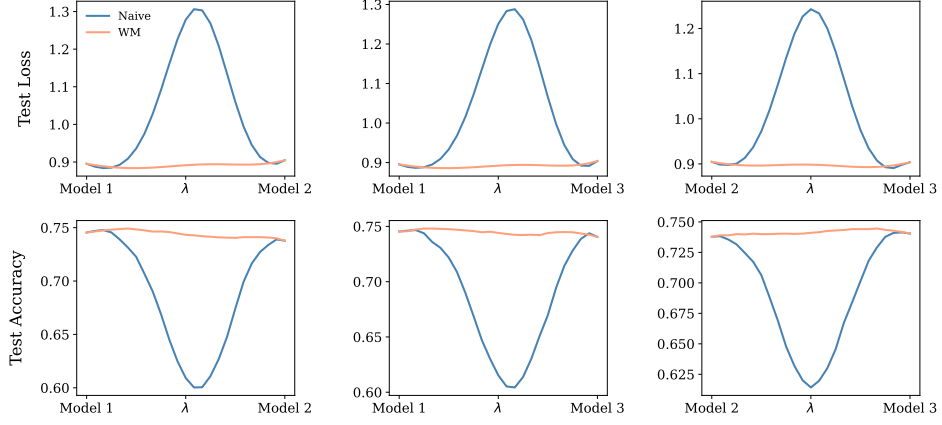 Test Loss
1.3
1.2
1.1
1.0
0.9
Naive
WM
Model 1 λ Model 2
1.3
1.2
1.1
1.0
0.9
Model 1 λ Model 3
1.2
1.1
1.0
0.9
Model 2 λ Model 3
Test Accuracy
0.75
0.70
0.65
0.60
Model 1 λ Model 2
0.75
0.70
0.65
0.60
Model 1 λ Model 3
0.750
0.725
0.700
0.675
0.650
0.625
Model 2 λ Model 3